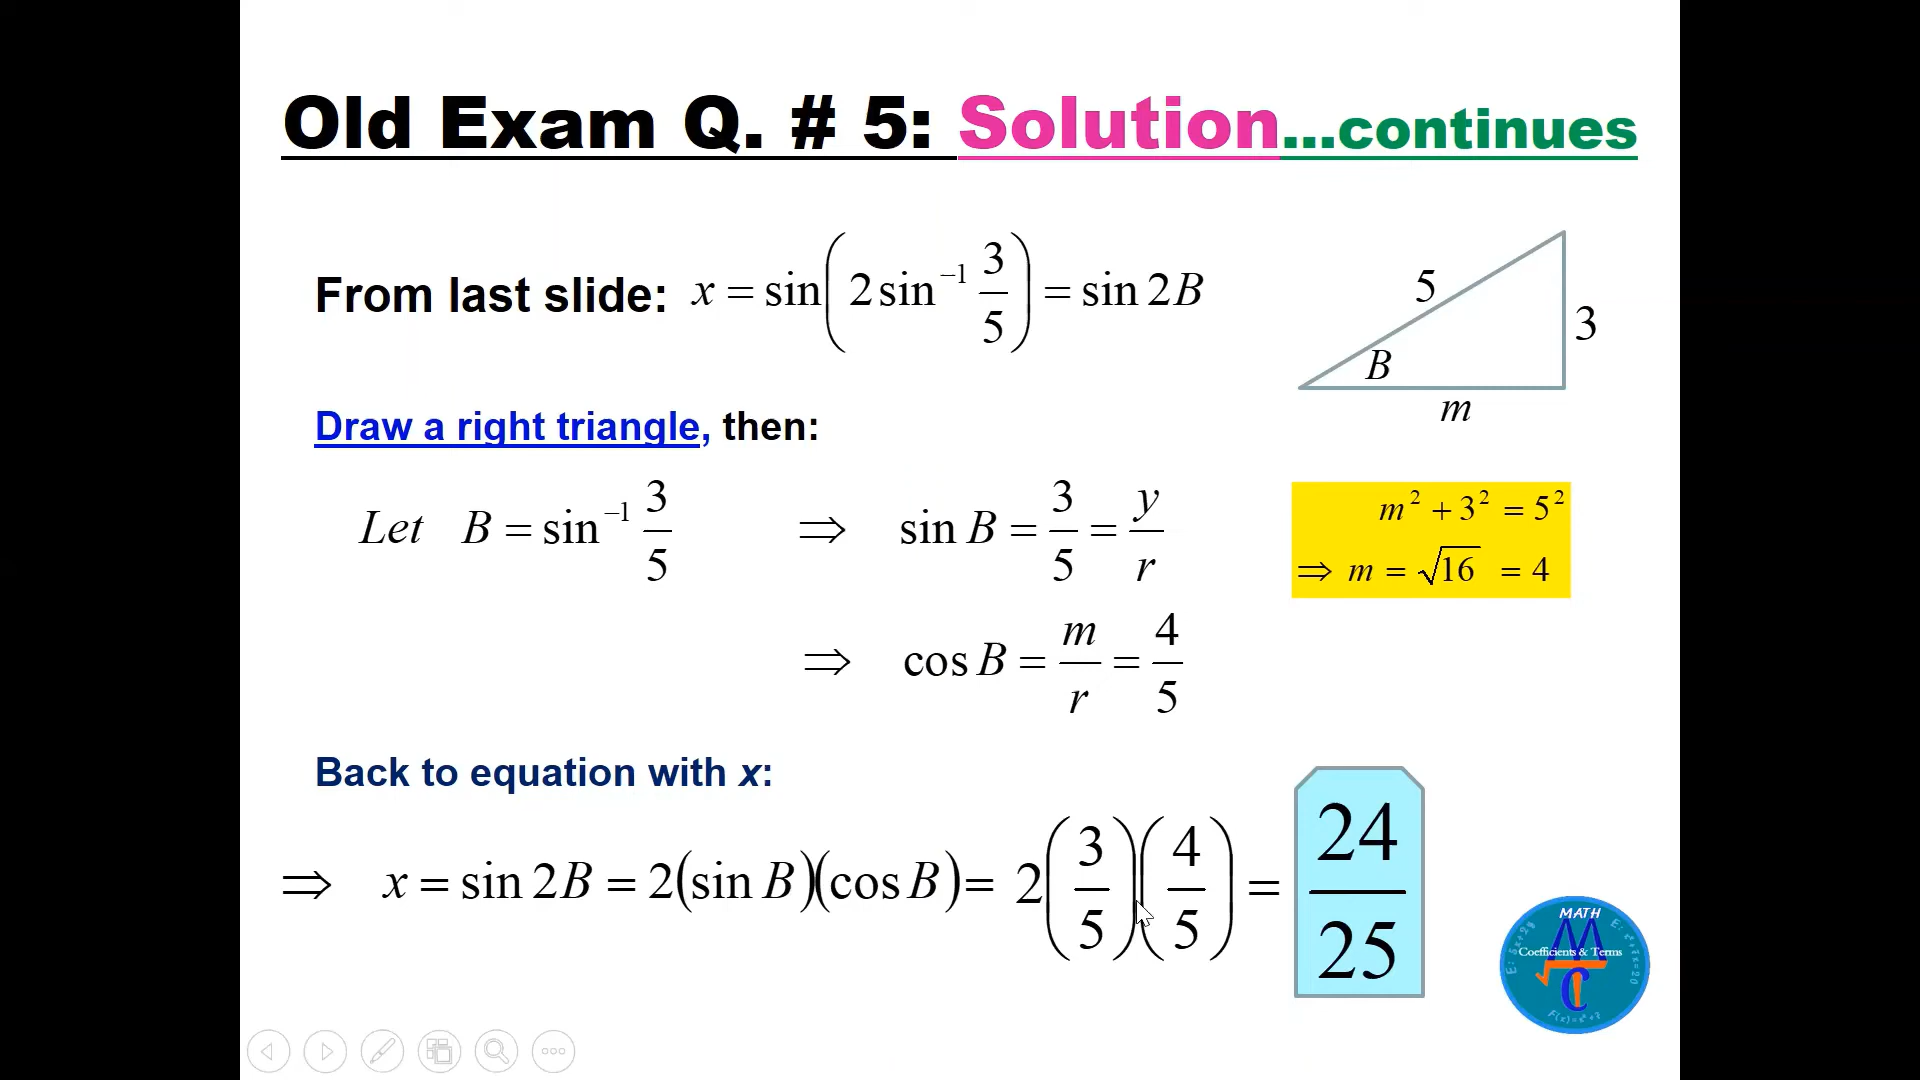 Old Exam Q. # 5: Solution...continues
From last slide: x = sin(2 sin⁻¹ 3/5) = sin 2B
5
3
B
m
Draw a right triangle, then:
Let B = sin⁻¹ 3/5 ⇒ sin B = 3/5 = y/r
m² + 3² = 5²
⇒ m = √16 = 4
⇒ cos B = m/r = 4/5
Back to equation with x:
⇒ x = sin 2B = 2(sin B)(cos B) = 2(3/5)(4/5) = 24/25
MATH
Coefficients & Terms